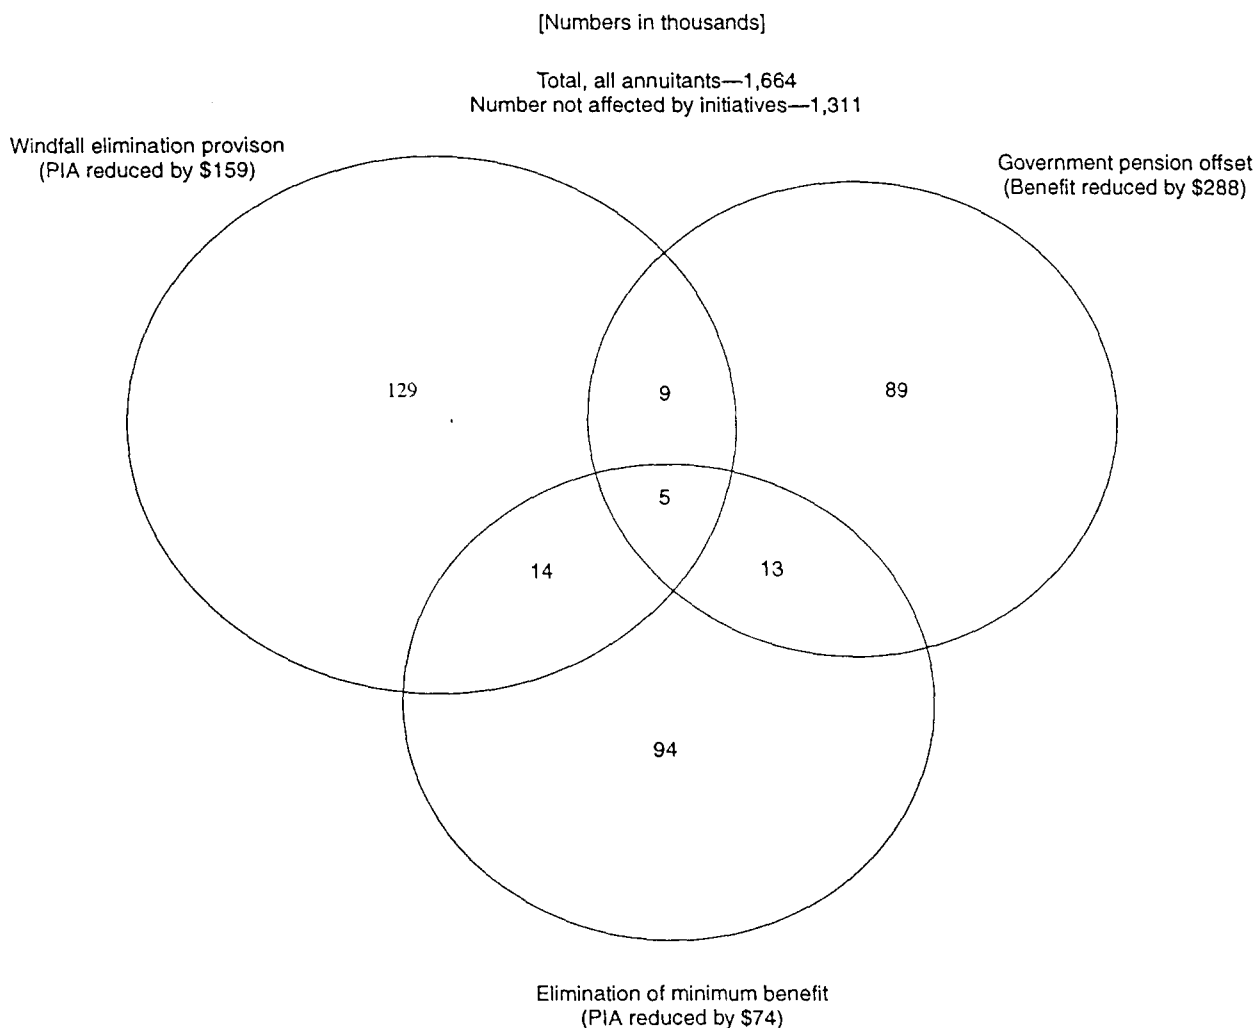 [Numbers in thousands]
Total, all annuitants—1,664
Number not affected by initiatives—1,311
Windfall elimination provison
(PIA reduced by $159)
Government pension offset
(Benefit reduced by $288)
129
9
89
5
14
13
94
Elimination of minimum benefit
(PIA reduced by $74)